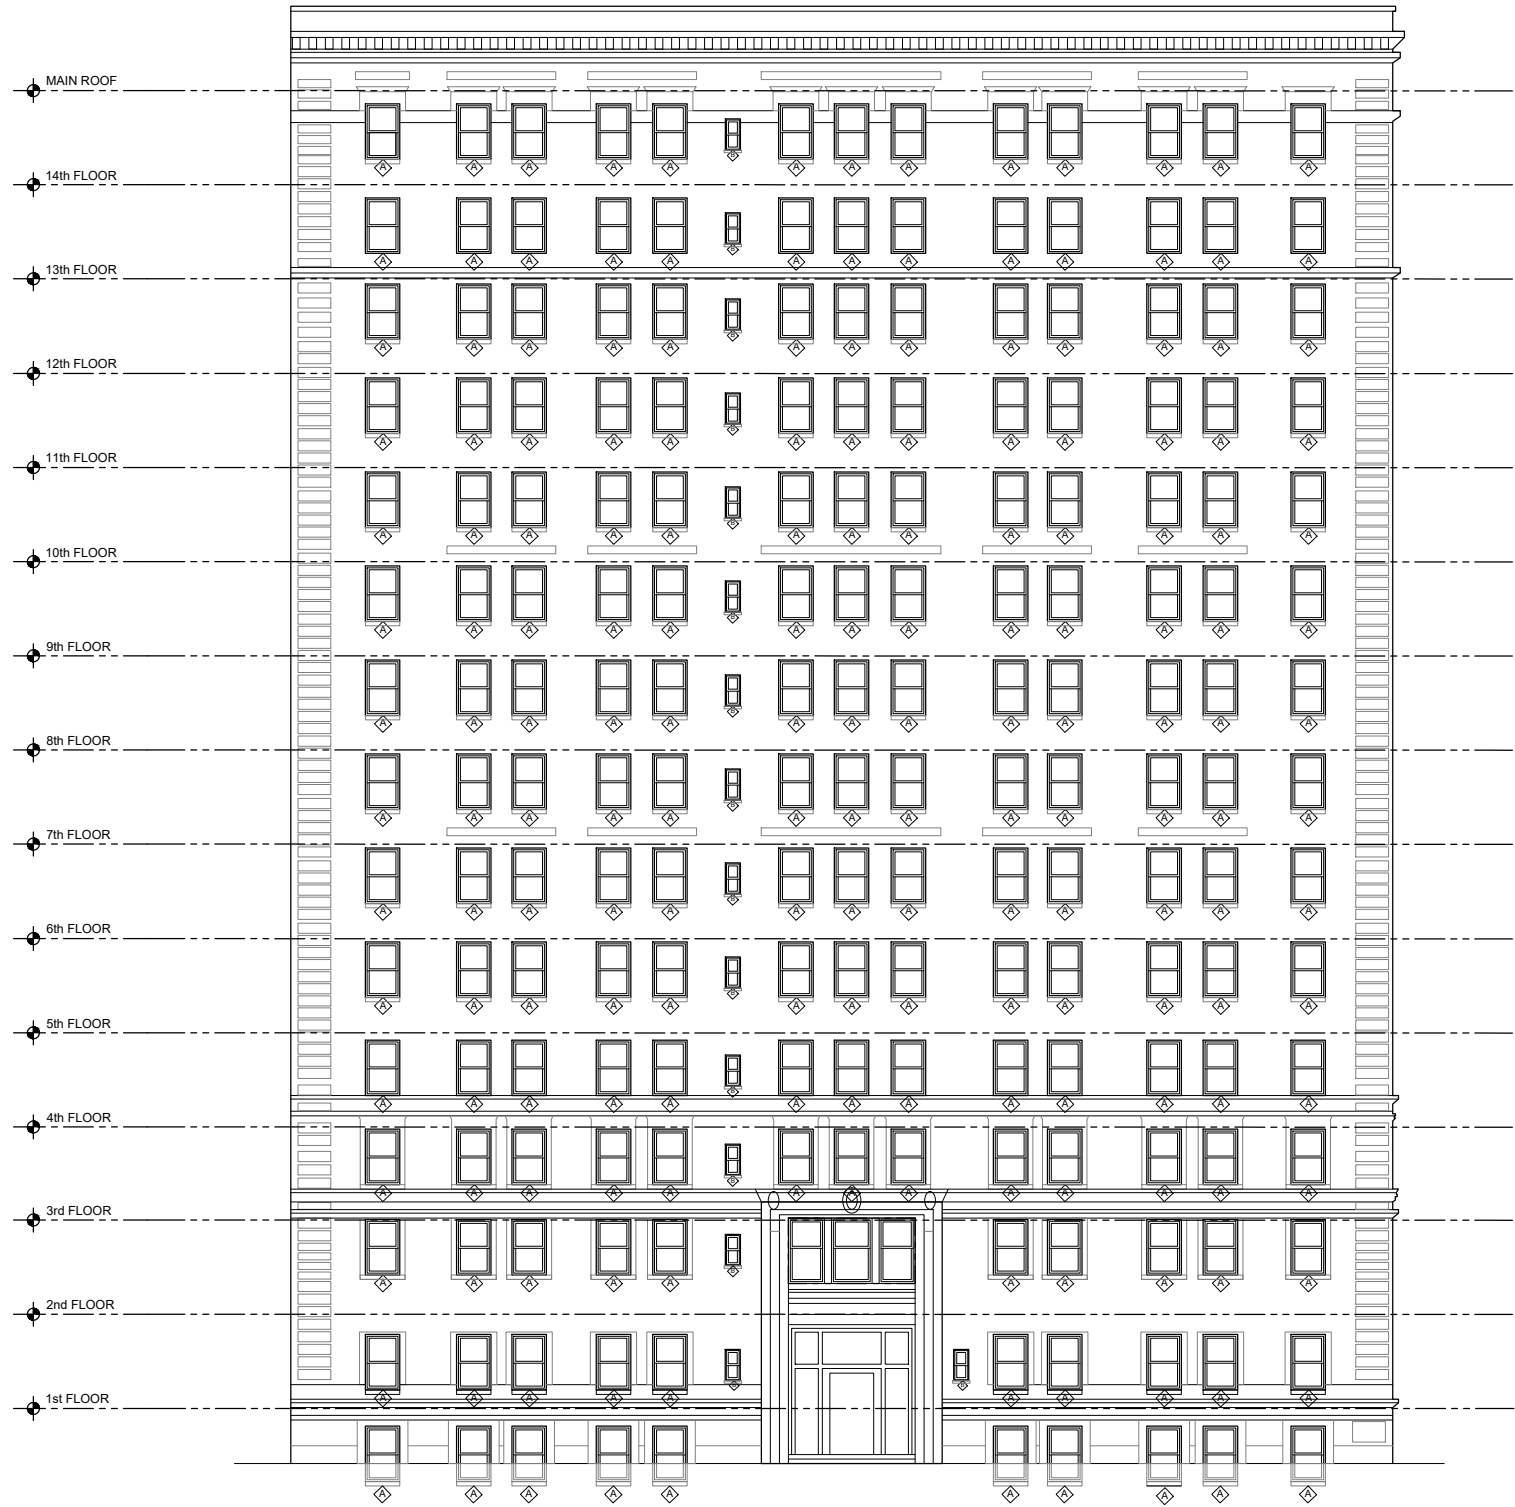 MAIN ROOF
A A A A A B A A A A A A A A
14th FLOOR
A A A A A B A A A A A A A A
13th FLOOR
A A A A A B A A A A A A A A
12th FLOOR
A A A A A B A A A A A A A A
11th FLOOR
A A A A A B A A A A A A A A
10th FLOOR
A A A A A B A A A A A A A A
9th FLOOR
A A A A A B A A A A A A A A
8th FLOOR
A A A A A B A A A A A A A A
7th FLOOR
A A A A A B A A A A A A A A
6th FLOOR
A A A A A B A A A A A A A A
5th FLOOR
A A A A A B A A A A A A A A
4th FLOOR
A A A A A B A A A A A A A A
3rd FLOOR
A A A A A B A A A A A
2nd FLOOR
A A A A A B B A A A A A
1st FLOOR
A A A A A A A A A A